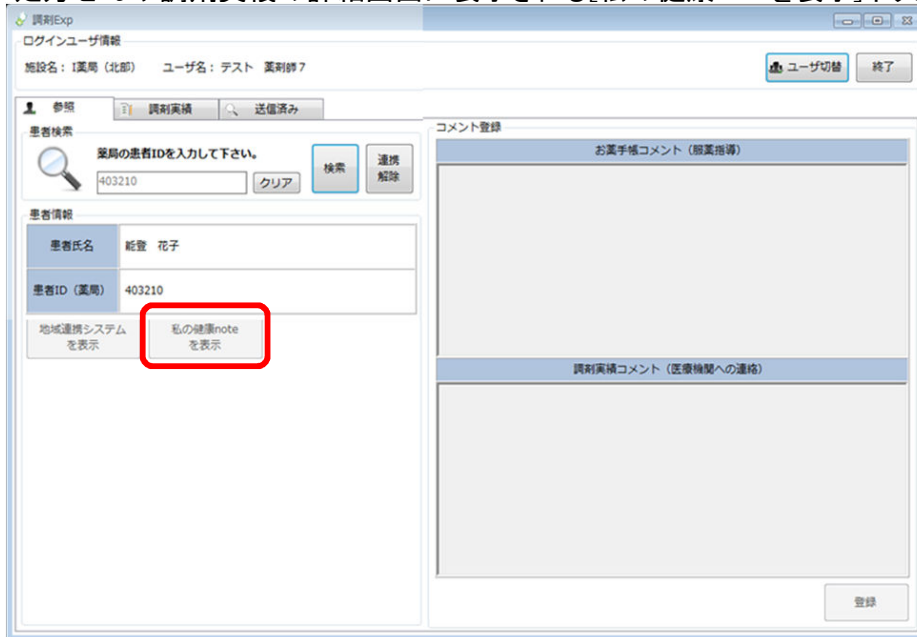 調剤Exp
ログインユーザ情報
施設名： I薬局（北部） ユーザ名： テスト 薬剤師７
ユーザ切替 終了
参照 調剤実績 送信済み
患者検索
薬局の患者IDを入力して下さい。
403210 クリア 検索 連携解除
患者情報
患者氏名 能登 花子
患者ID（薬局） 403210
地域連携システム
を表示
私の健康note
を表示
コメント登録
お薬手帳コメント（服薬指導）
調剤実績コメント（医療機関への連絡）
登録